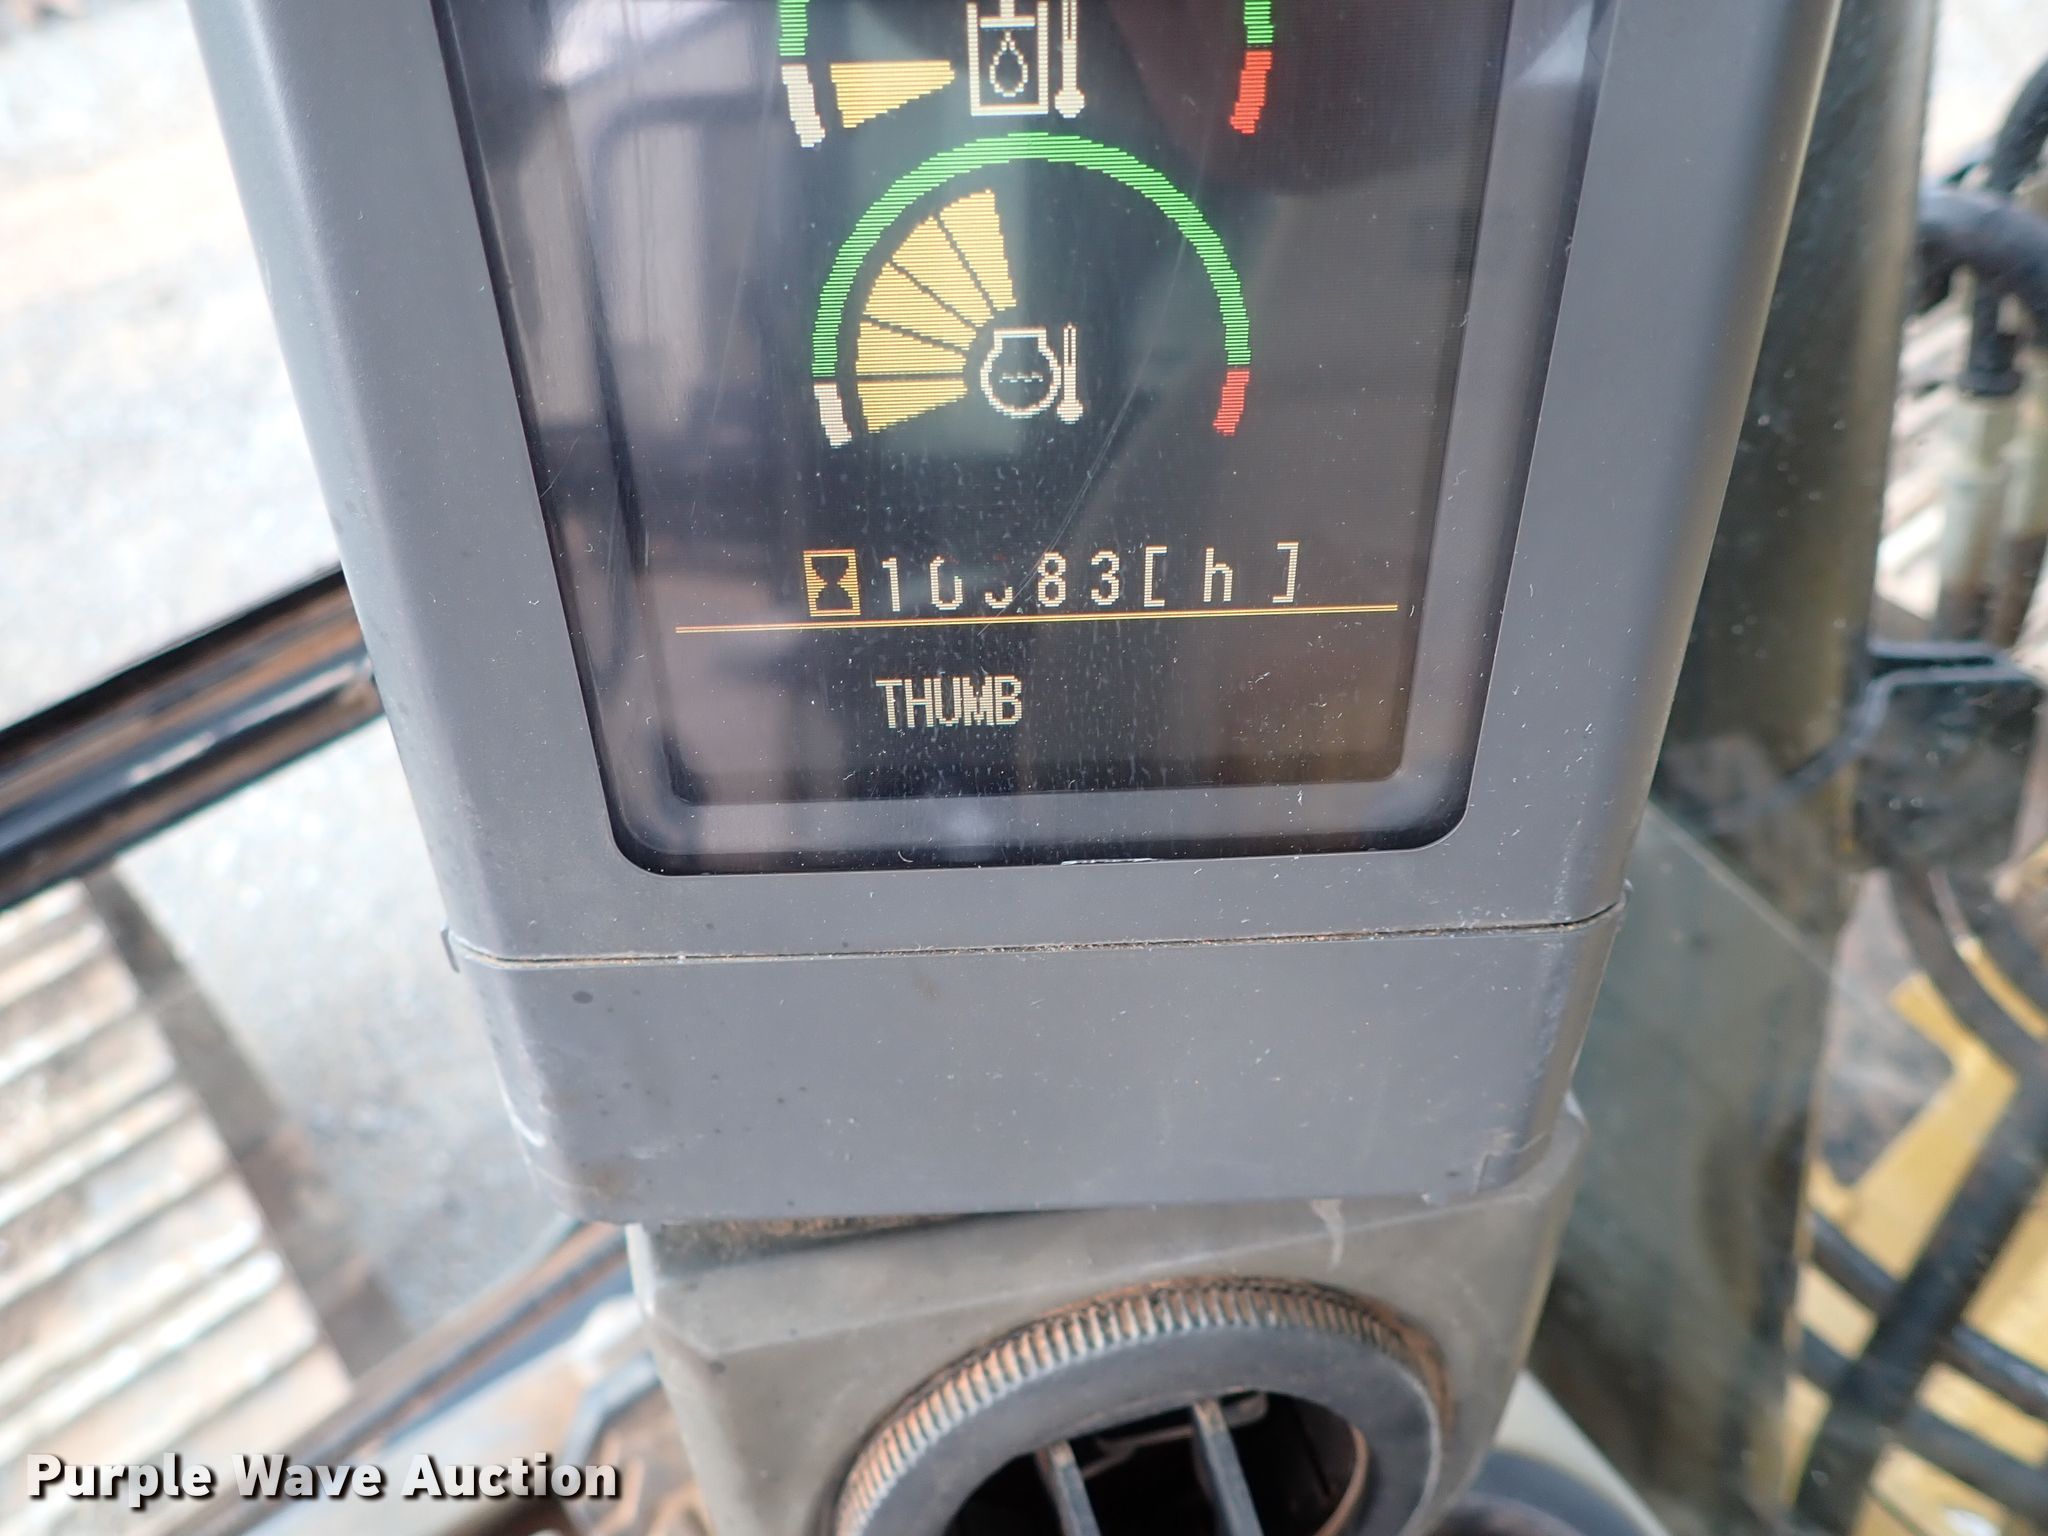 [ h ]
THUMB
Purple Wave Auction